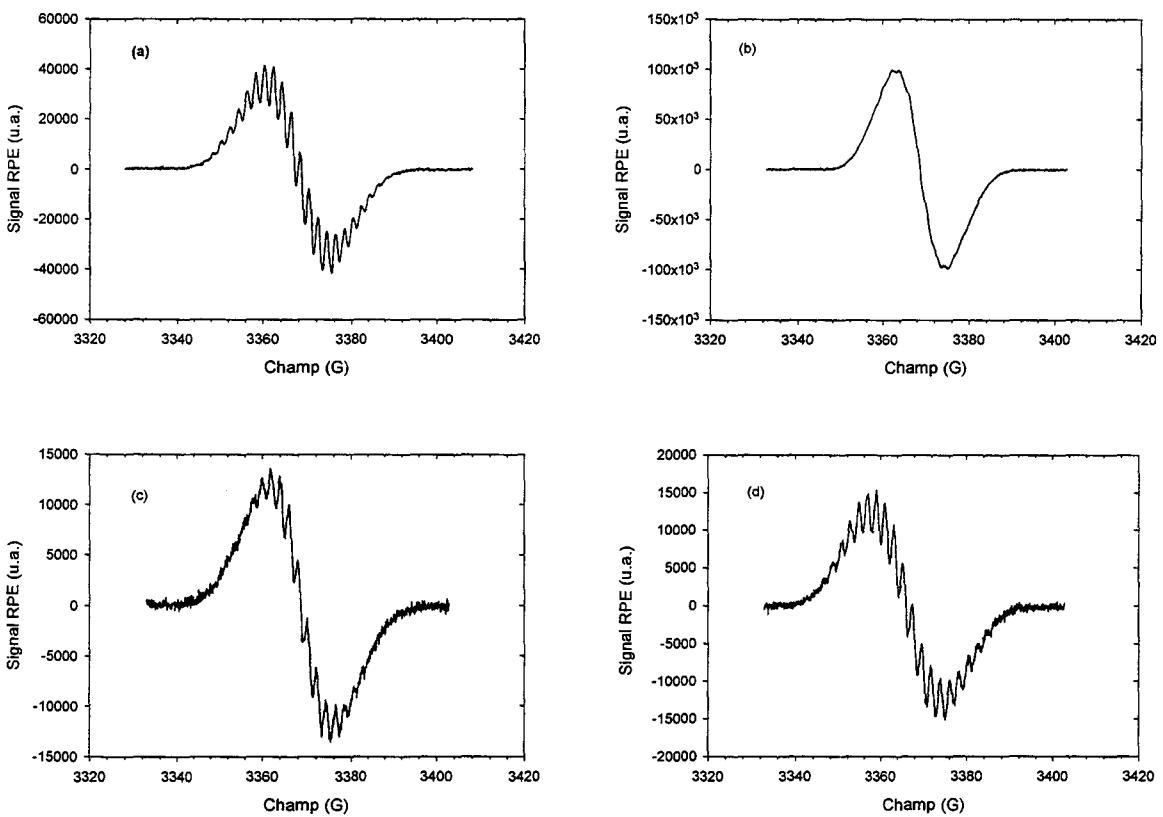 (a)
Signal RPE (u.a.)
60000
40000
20000
0
-20000
-40000
-60000
3320 3340 3360 3380 3400 3420
Champ (G)
(b)
Signal RPE (u.a.)
150x10³
100x10³
50x10³
0
-50x10³
-100x10³
-150x10³
3320 3340 3360 3380 3400 3420
Champ (G)
(c)
Signal RPE (u.a.)
15000
10000
5000
0
-5000
-10000
-15000
3320 3340 3360 3380 3400 3420
Champ (G)
(d)
Signal RPE (u.a.)
20000
15000
10000
5000
0
-5000
-10000
-15000
-20000
3320 3340 3360 3380 3400 3420
Champ (G)